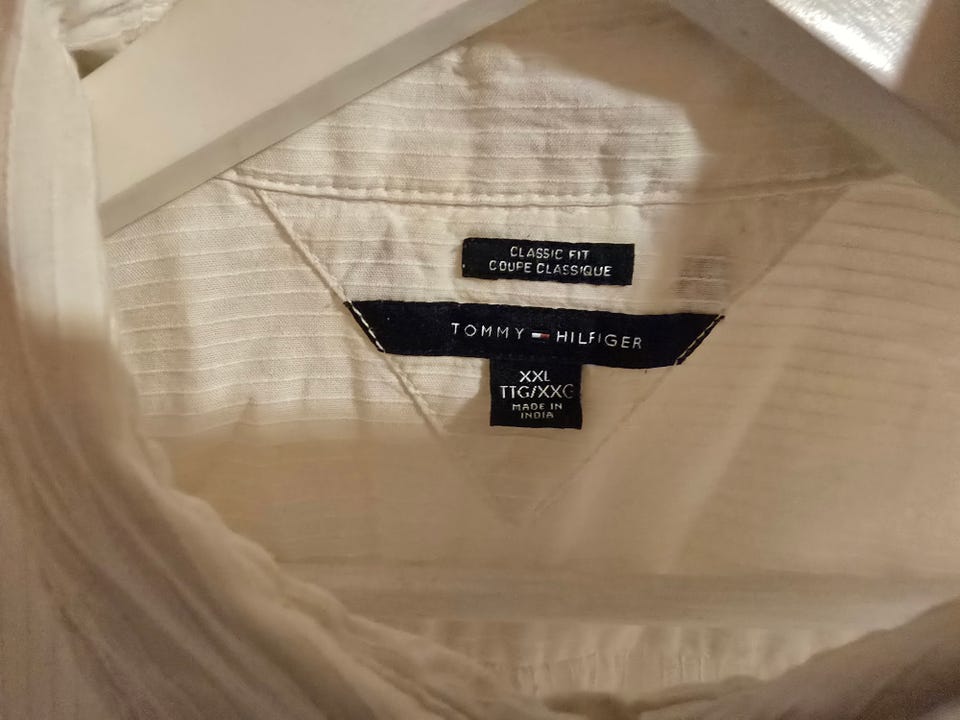 CLASSIC FIT
COUPE CLASSIQUE
TOMMY HILFIGER
XXL
TTG/XXG
MADE IN
INDIA